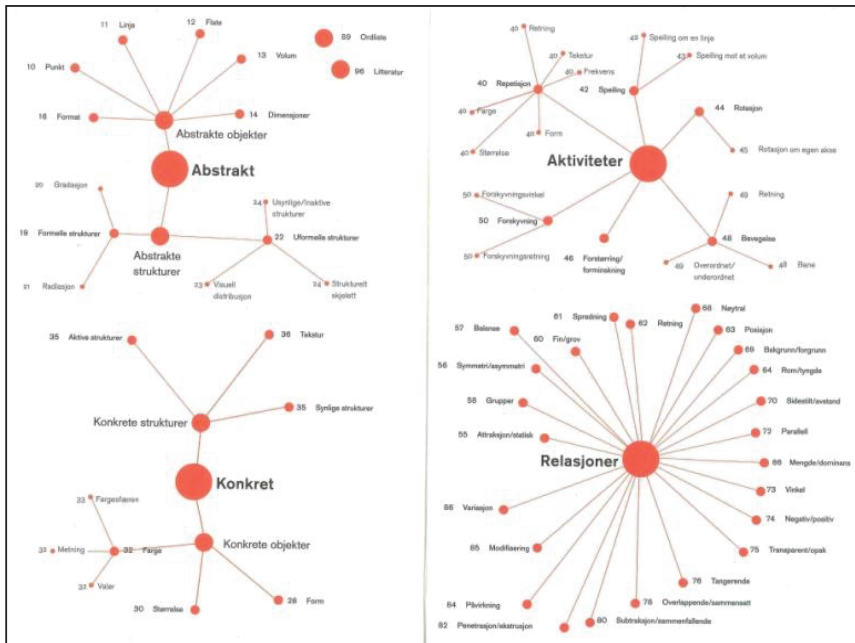 11 Linje
12 Flate
89 Ordliste
96 Litteratur
10 Punkt
13 Volum
16 Format
14 Dimensjoner
Abstrakte objekter
Abstrakt
20 Gradasjon
24 Usynlige/inaktive
strukturer
19 Formelle strukturer
22 Uformelle strukturer
Abstrakte
strukturer
21 Radiasjon
23 Visuell
distribusjon
24 Strukturelt
skjelett
35 Aktive strukturer
36 Tekstur
Konkrete strukturer
35 Synlige strukturer
Konkret
33 Fargesfæren
32 Metning
32 Farge
Konkrete objekter
32 Valør
30 Størrelse
28 Form
40 Retning
42 Speiling om en linje
40 Tekstur
43 Speiling mot et volum
40 Frekvens
40 Repetisjon
42 Speiling
40 Farge
44 Rotasjon
40 Form
40 Størrelse
45 Rotasjon om egen akse
Aktiviteter
50 Forskyvningsvinkel
49 Retning
50 Forskyvning
48 Bevegelse
50 Forskyvningsretning
46 Forstørring/
forminskning
49 Overordnet/
underordnet
48 Bane
68 Nøytral
61 Spredning
62 Retning
57 Balanse
60 Fin/grov
63 Posisjon
69 Bakgrunn/forgrunn
56 Symmetri/asymmetri
64 Rom/tyngde
58 Grupper
70 Sidestilt/avstand
55 Attraksjon/statisk
72 Parallell
Relasjoner
66 Mengde/dominans
73 Vinkel
86 Variasjon
74 Negativ/positiv
85 Modifisering
75 Transparent/opak
76 Tangerende
84 Påvirkning
78 Overlappende/sammensatt
82 Penetrasjon/ekstrusjon
80 Subtraksjon/sammenfallende